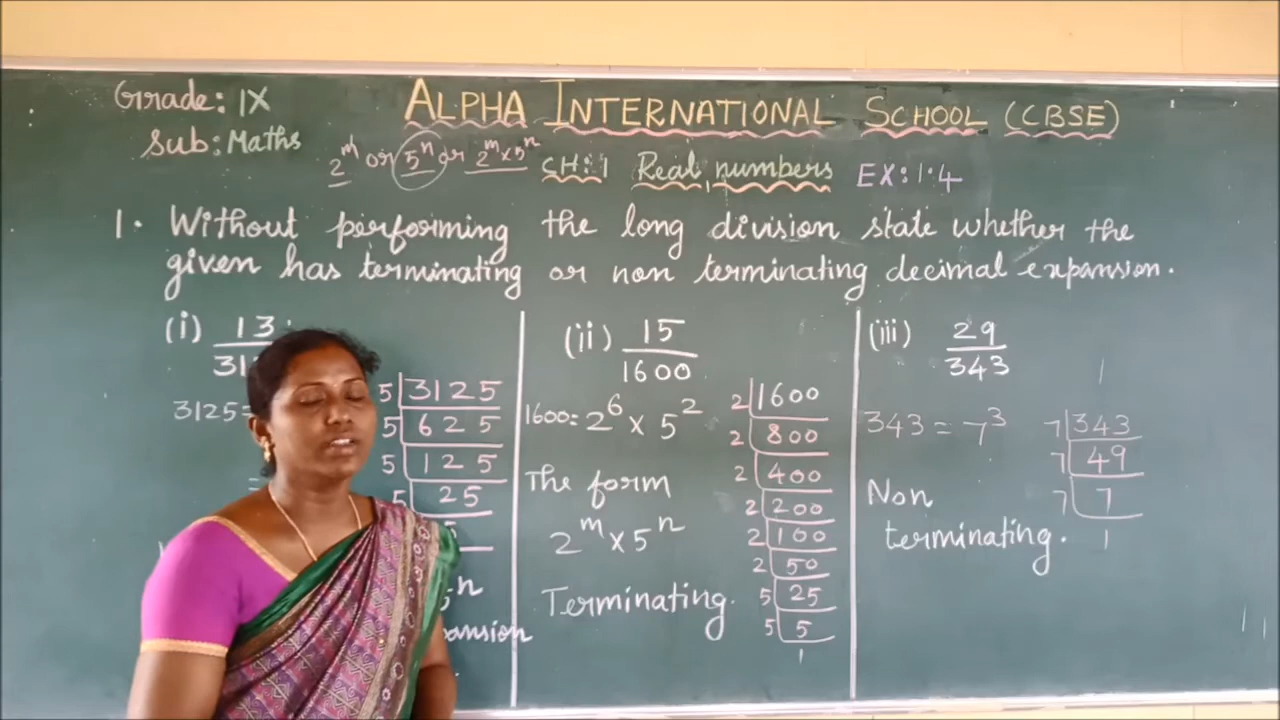 Grade: IX
ALPHA INTERNATIONAL SCHOOL (CBSE)
Sub: Maths
2^m or 5^n or 2^m × 5^n
CH: 1 Real numbers EX: 1.4
1. Without performing the long division state whether the
given has terminating or non terminating decimal expansion.
(i) 13
3125=
5 3125
5 625
5 125
5 25
(ii) 15
1600
1600 = 2^6 × 5^2
The form
2^m × 5^n
Terminating.
2 1600
2 800
2 400
2 200
2 100
2 50
5 25
5 5
1
(iii) 29
343
343 = 7^3
Non
terminating.
7 343
7 49
7 7
1